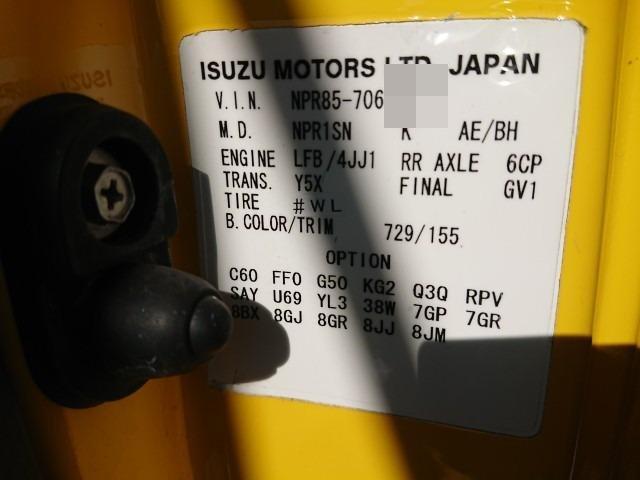 ISUZU MOTORS LTD. JAPAN
V.I.N. NPR85-706
M.D. NPR1SN K AE/BH
ENGINE LFB/4JJ1 RR AXLE 6CP
TRANS. Y5X FINAL GV1
TIRE #WL
B.COLOR/TRIM 729/155
OPTION
C60 FF0 G50 KG2 Q3Q RPV
SAY U69 YL3 38W 7GP 7GR
8BX 8GJ 8GR 8JJ 8JM